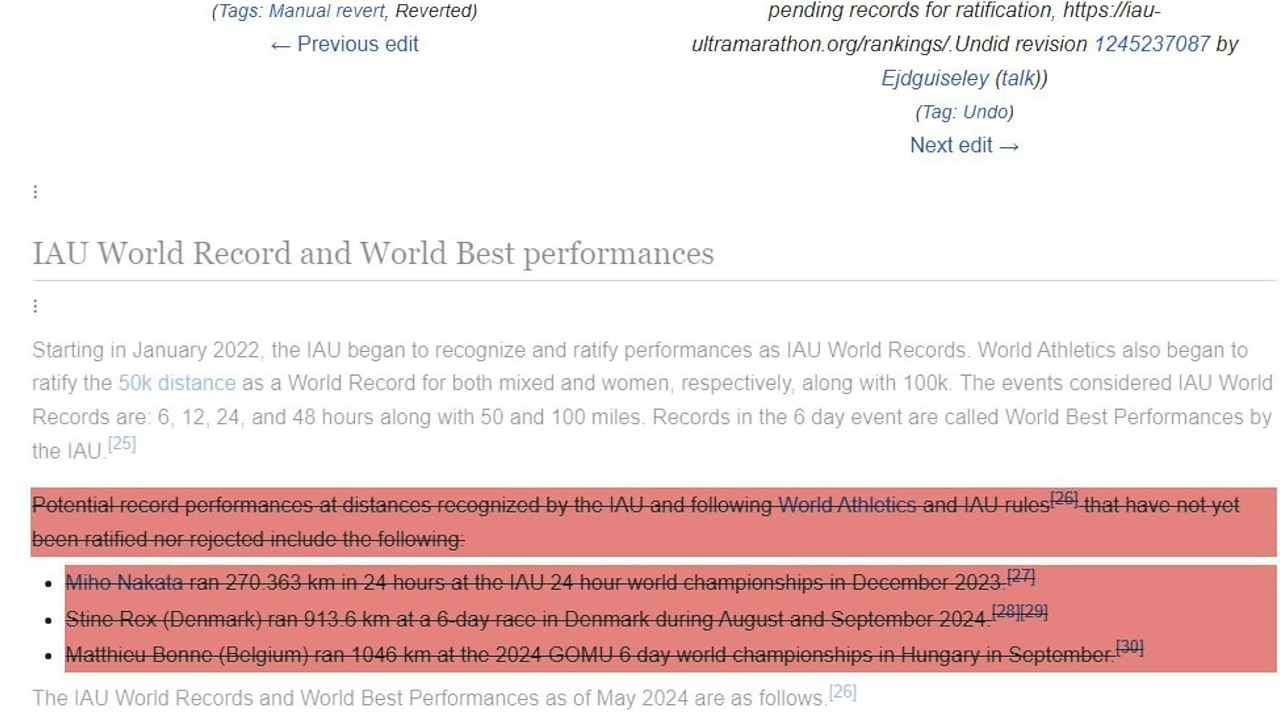 (Tags: Manual revert, Reverted)
← Previous edit
pending records for ratification, https://iau-
ultramarathon.org/rankings/.Undid revision 1245237087 by
Ejdguiseley (talk))
(Tag: Undo)
Next edit →
IAU World Record and World Best performances
Starting in January 2022, the IAU began to recognize and ratify performances as IAU World Records. World Athletics also began to
ratify the 50k distance as a World Record for both mixed and women, respectively, along with 100k. The events considered IAU World
Records are: 6, 12, 24, and 48 hours along with 50 and 100 miles. Records in the 6 day event are called World Best Performances by
the IAU.[25]
Potential record performances at distances recognized by the IAU and following World Athletics and IAU rules[26] that have not yet
been ratified nor rejected include the following:
• Miho Nakata ran 270.363 km in 24 hours at the IAU 24 hour world championships in December 2023.[27]
• Stine Rex (Denmark) ran 913.6 km at a 6-day race in Denmark during August and September 2024.[28][29]
• Matthieu Bonne (Belgium) ran 1046 km at the 2024 GOMU 6 day world championships in Hungary in September.[30]
The IAU World Records and World Best Performances as of May 2024 are as follows.[26]